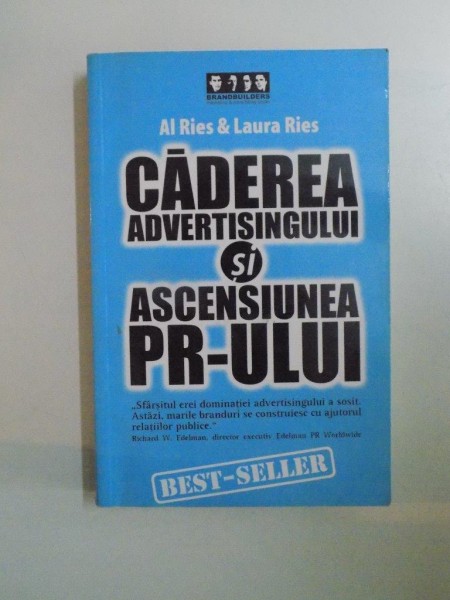 BRANDBUILDERS
Al Ries & Laura Ries
CĂDEREA
ADVERTISINGULUI
ȘI
ASCENSIUNEA
PR-ULUI
„Sfârșitul erei dominației advertisingului a sosit.
Astăzi, marile branduri se construiesc cu ajutorul
relațiilor publice.”
Richard W. Edelman, director executiv Edelman PR Worldwide
BEST-SELLER